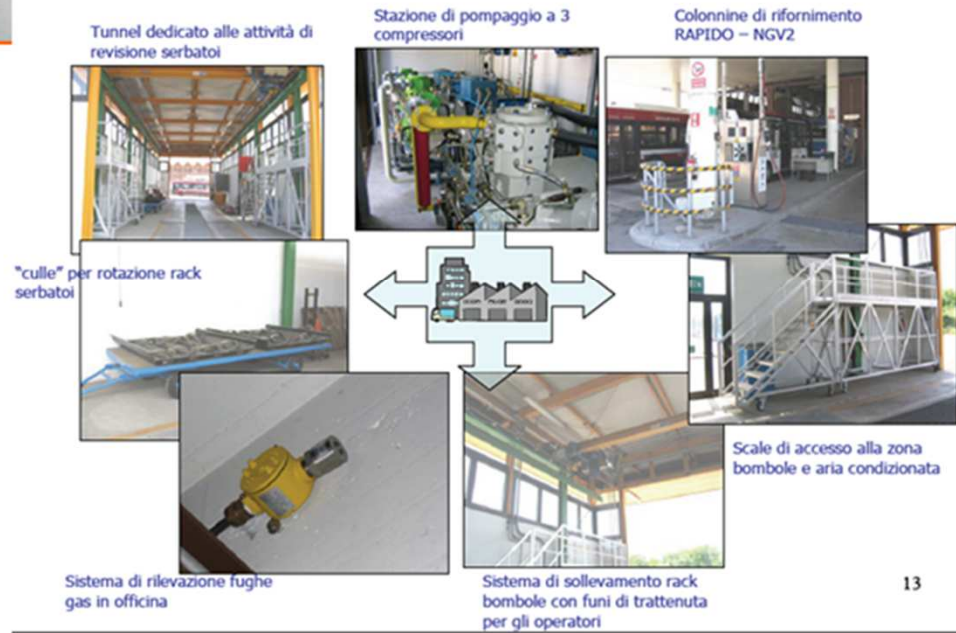 Tunnel dedicato alle attività di
revisione serbatoi
Stazione di pompaggio a 3
compressori
Colonnine di rifornimento
RAPIDO – NGV2
"culle" per rotazione rack
serbatoi
Scale di accesso alla zona
bombole e aria condizionata
Sistema di rilevazione fughe
gas in officina
Sistema di sollevamento rack
bombole con funi di trattenuta
per gli operatori
13